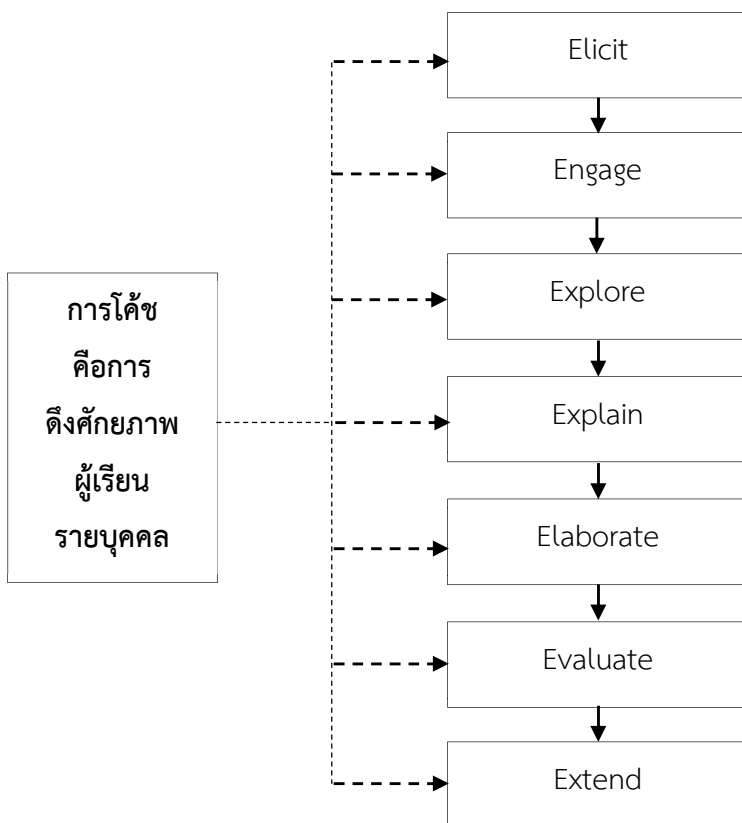 Elicit
Engage
Explore
การโค้ช
คือการ
ดึงศักยภาพ
ผู้เรียน
รายบุคคล
Explain
Elaborate
Evaluate
Extend